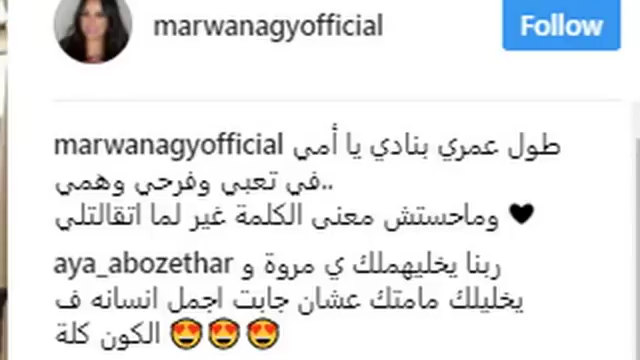 marwanagyofficial
Follow
marwanagyofficial طول عمري بنادي يا أمي
في تعبي وفرحي وهمي..
وماحستش معنى الكلمة غير لما اتقالتلي 🖤
aya_abozethar ربنا يخليهملك ي مروة و
يخليلك مامتك عشان جابت اجمل انسانه ف
الكون كلة 😍😍😍